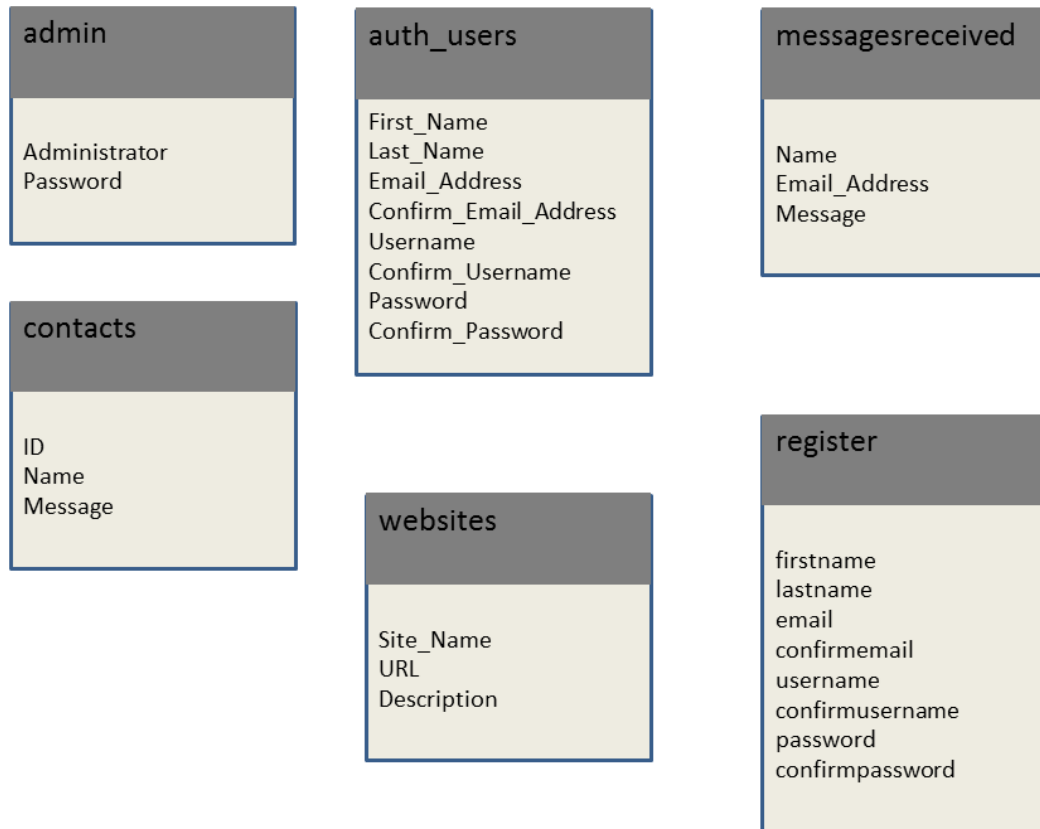 admin
Administrator
Password
auth_users
First_Name
Last_Name
Email_Address
Confirm_Email_Address
Username
Confirm_Username
Password
Confirm_Password
messagesreceived
Name
Email_Address
Message
contacts
ID
Name
Message
websites
Site_Name
URL
Description
register
firstname
lastname
email
confirmemail
username
confirmusername
password
confirmpassword